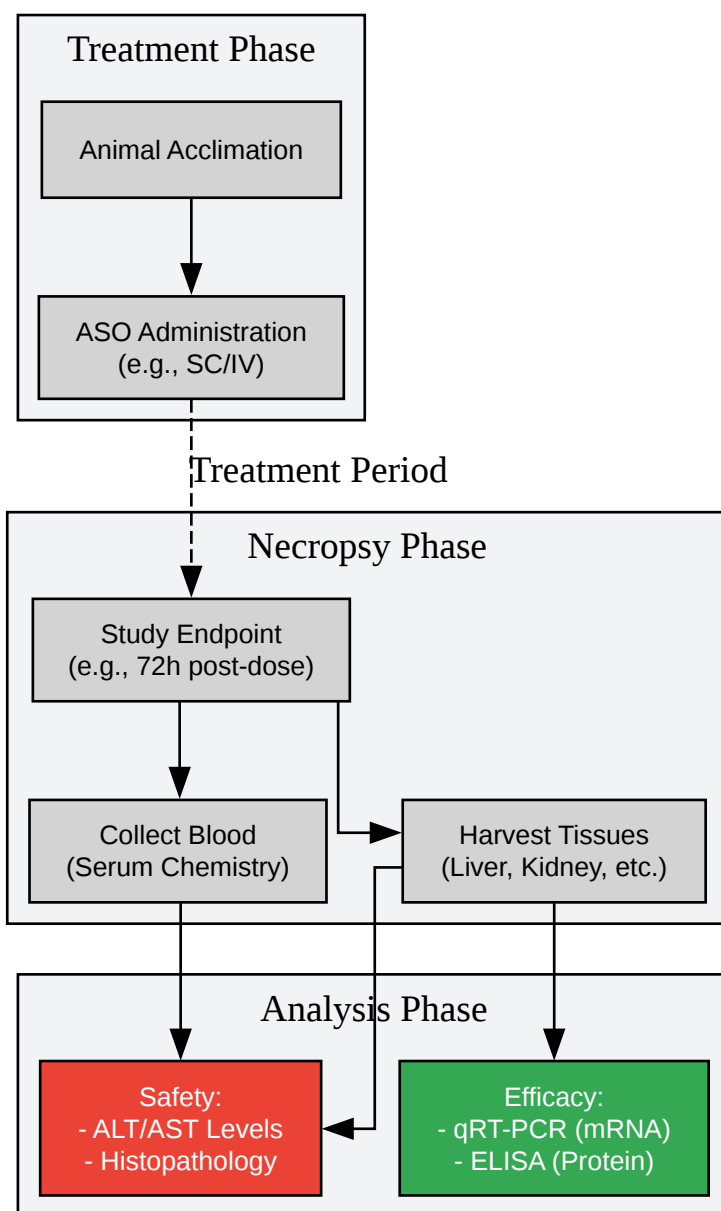 Treatment Phase
Animal Acclimation
ASO Administration
(e.g., SC/IV)
Treatment Period
Necropsy Phase
Study Endpoint
(e.g., 72h post-dose)
Collect Blood
(Serum Chemistry)
Harvest Tissues
(Liver, Kidney, etc.)
Analysis Phase
Safety:
- ALT/AST Levels
- Histopathology
Efficacy:
- qRT-PCR (mRNA)
- ELISA (Protein)